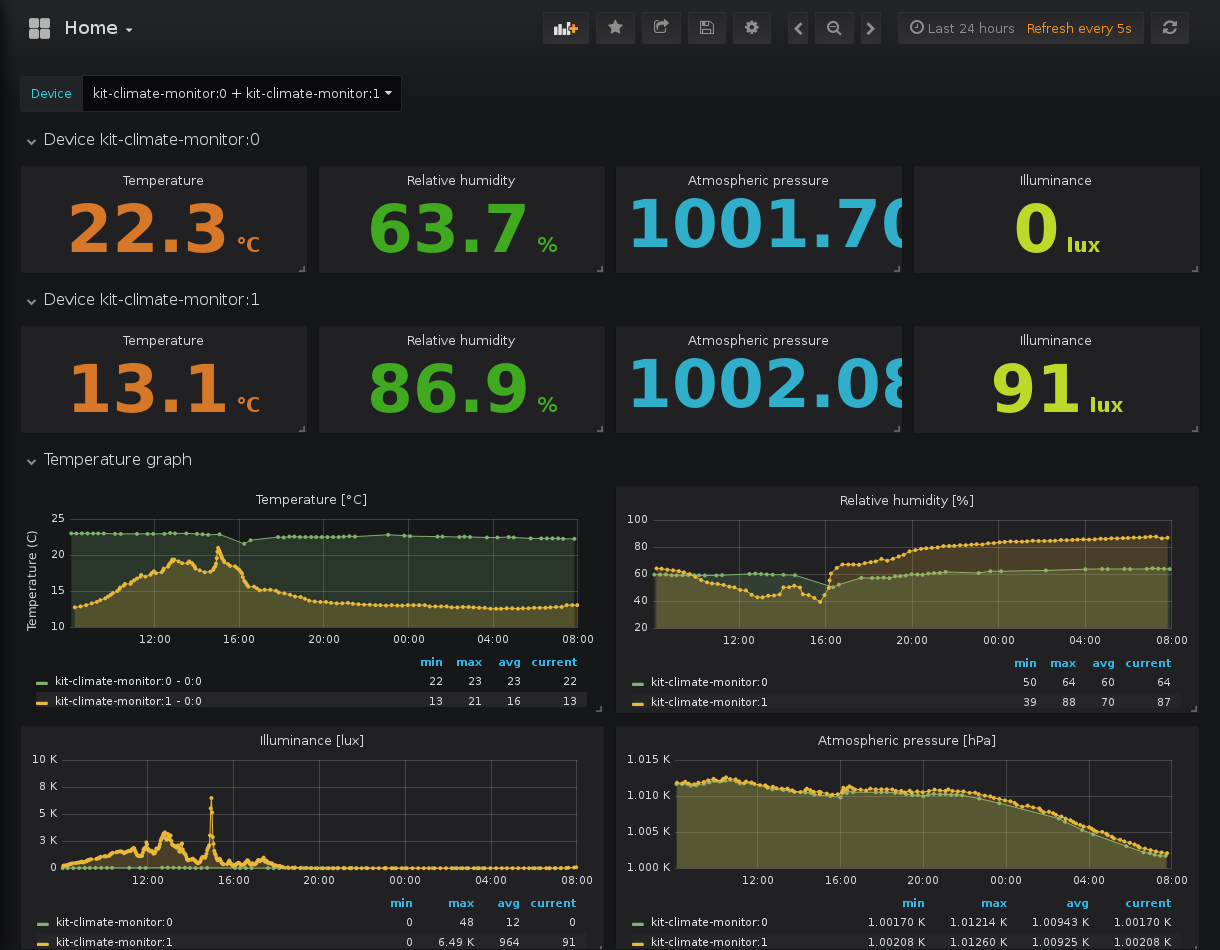 Home
Last 24 hours Refresh every 5s
Device kit-climate-monitor:0 + kit-climate-monitor:1
Device kit-climate-monitor:0
Temperature Relative humidity Atmospheric pressure Illuminance
22.3 °C 63.7 % 1001.70 0 lux
Device kit-climate-monitor:1
Temperature Relative humidity Atmospheric pressure Illuminance
13.1 °C 86.9 % 1002.08 91 lux
Temperature graph
Temperature [°C]
Temperature (C)
25
20
15
10
12:00 16:00 20:00 00:00 04:00 08:00
min max avg current
kit-climate-monitor:0 - 0:0 22 23 23 22
kit-climate-monitor:1 - 0:0 13 21 16 13
Relative humidity [%]
100
80
60
40
20
12:00 16:00 20:00 00:00 04:00 08:00
min max avg current
kit-climate-monitor:0 50 64 60 64
kit-climate-monitor:1 39 88 70 87
Illuminance [lux]
10 K
8 K
5 K
3 K
0
12:00 16:00 20:00 00:00 04:00 08:00
min max avg current
kit-climate-monitor:0 0 48 12 0
kit-climate-monitor:1 0 6.49 K 964 91
Atmospheric pressure [hPa]
1.015 K
1.010 K
1.005 K
1.000 K
12:00 16:00 20:00 00:00 04:00 08:00
min max avg current
kit-climate-monitor:0 1.00170 K 1.01214 K 1.00943 K 1.00170 K
kit-climate-monitor:1 1.00208 K 1.01260 K 1.00925 K 1.00208 K